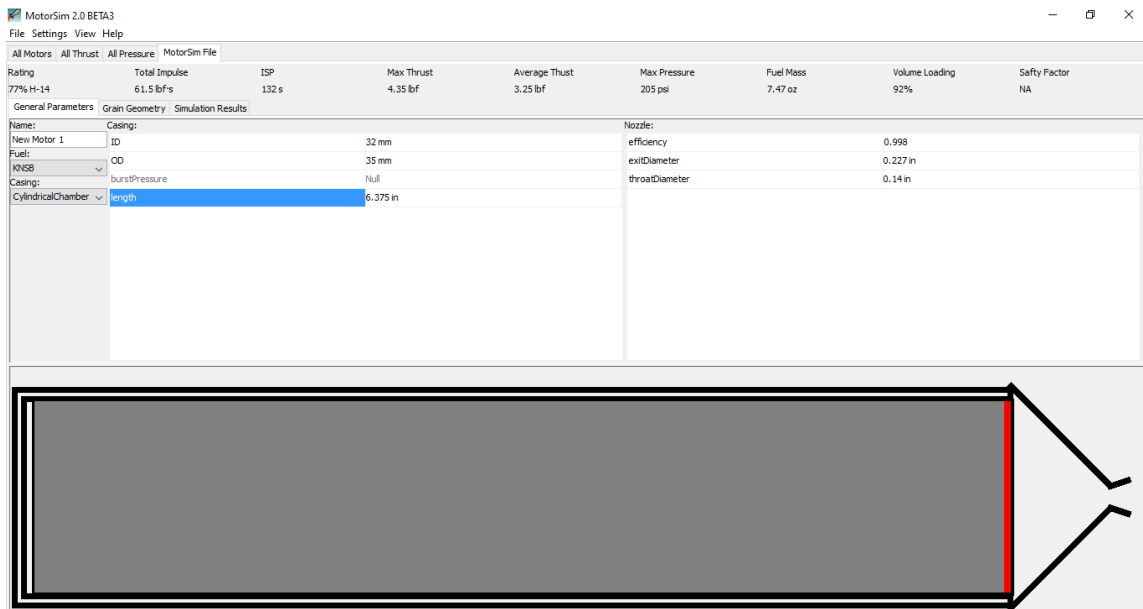 MotorSim 2.0 BETA3
File Settings View Help
All Motors All Thrust All Pressure MotorSim File
Rating Total Impulse ISP Max Thrust Average Thust Max Pressure Fuel Mass Volume Loading Safty Factor
77% H-14 61.5 lbf·s 132 s 4.35 lbf 3.25 lbf 205 psi 7.47 oz 92% NA
General Parameters Grain Geometry Simulation Results
Name: Casing: Nozzle:
New Motor 1 ID 32 mm efficiency 0.998
Fuel:
KNSB OD 35 mm exitDiameter 0.227 in
Casing: burstPressure Null throatDiameter 0.14 in
CylindricalChamber length 6.375 in